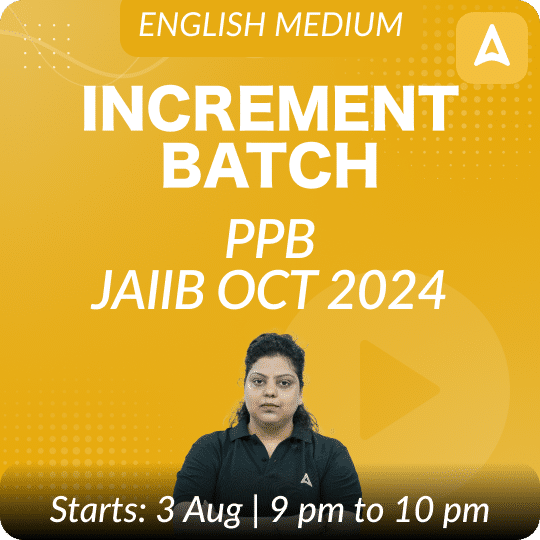 ENGLISH MEDIUM
INCREMENT
BATCH
PPB
JAIIB OCT 2024
Starts: 3 Aug | 9 pm to 10 pm